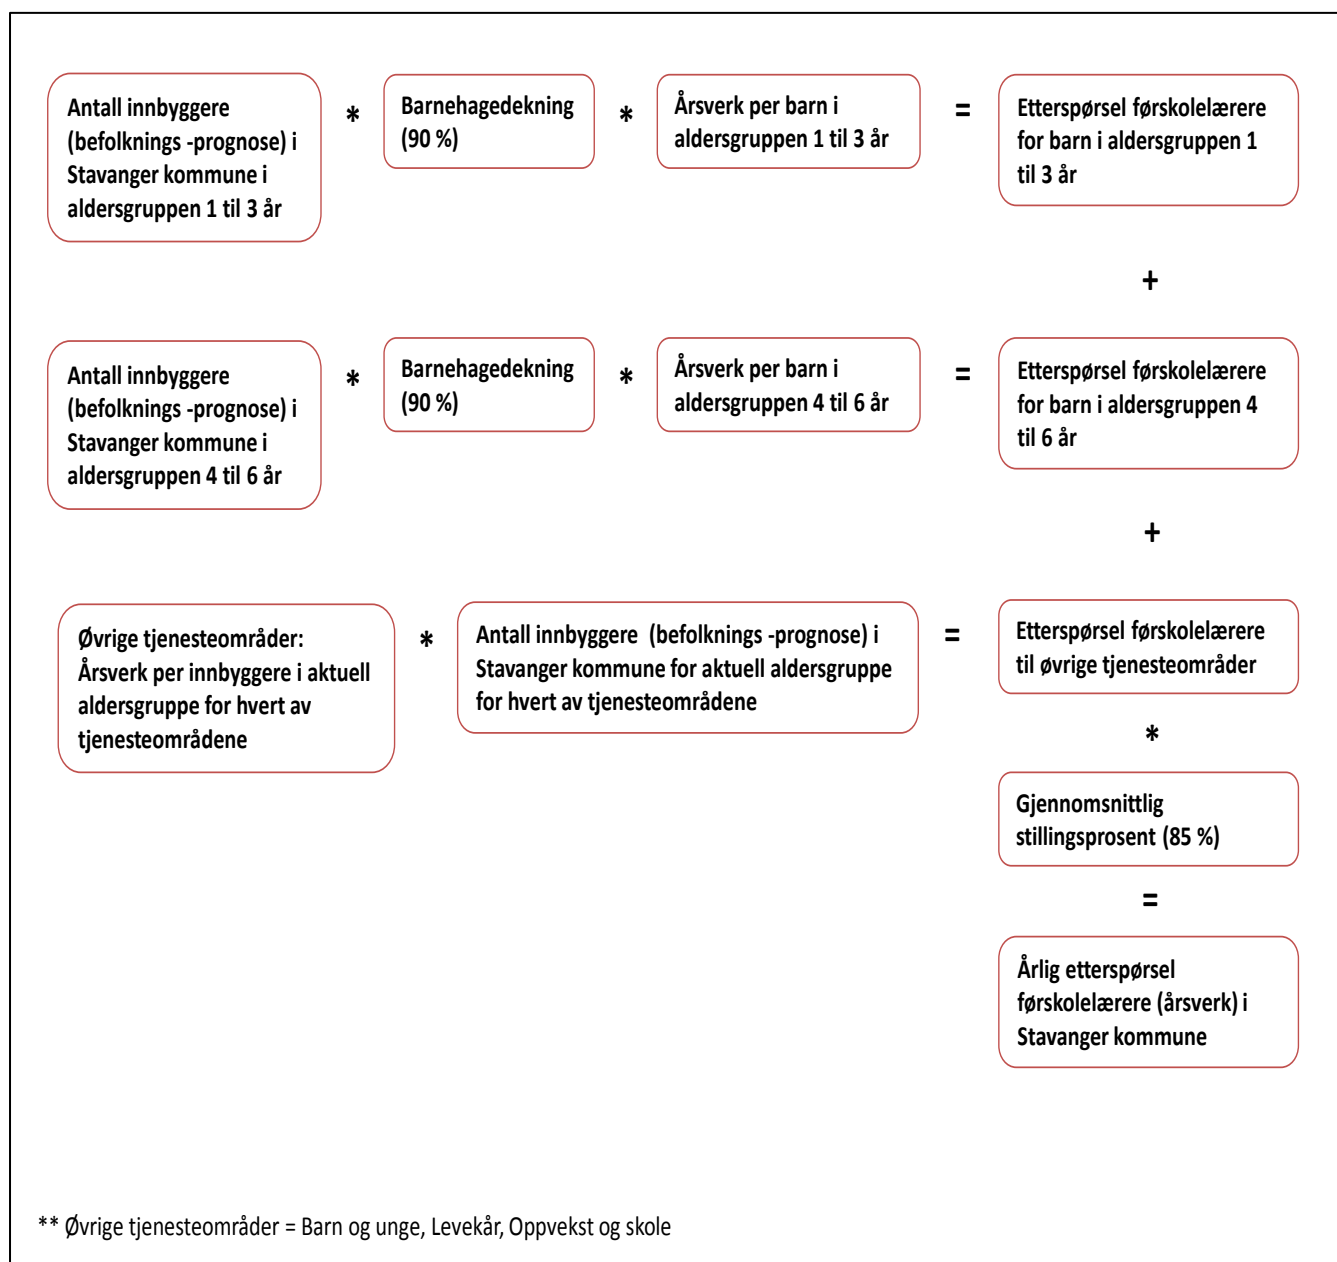 Antall innbyggere
(befolknings -prognose) i
Stavanger kommune i
aldersgruppen 1 til 3 år
*
Barnehagedekning
(90 %)
*
Årsverk per barn i
aldersgruppen 1 til 3 år
=
Etterspørsel førskolelærere
for barn i aldersgruppen 1
til 3 år
+
Antall innbyggere
(befolknings -prognose) i
Stavanger kommune i
aldersgruppen 4 til 6 år
*
Barnehagedekning
(90 %)
*
Årsverk per barn i
aldersgruppen 4 til 6 år
=
Etterspørsel førskolelærere
for barn i aldersgruppen 4
til 6 år
+
Øvrige tjenesteområder:
Årsverk per innbyggere i aktuell
aldersgruppe for hvert av
tjenesteområdene
*
Antall innbyggere (befolknings -prognose) i
Stavanger kommune for aktuell aldersgruppe
for hvert av tjenesteområdene
=
Etterspørsel førskolelærere
til øvrige tjenesteområder
*
Gjennomsnittlig
stillingsprosent (85 %)
=
Årlig etterspørsel
førskolelærere (årsverk) i
Stavanger kommune
** Øvrige tjenesteområder = Barn og unge, Levekår, Oppvekst og skole